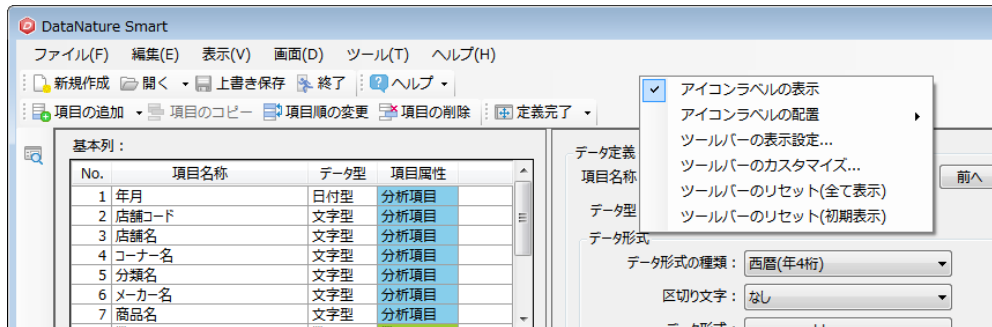 DataNature Smart
ファイル(F) 編集(E) 表示(V) 画面(D) ツール(T) ヘルプ(H)
新規作成 開く 上書き保存 終了 ヘルプ
項目の追加 項目のコピー 項目順の変更 項目の削除 定義完了
アイコンラベルの表示
アイコンラベルの配置
ツールバーの表示設定...
ツールバーのカスタマイズ...
ツールバーのリセット(全て表示)
ツールバーのリセット(初期表示)
基本列：
No. 項目名称 データ型 項目属性
1 年月 日付型 分析項目
2 店舗コード 文字型 分析項目
3 店舗名 文字型 分析項目
4 コーナー名 文字型 分析項目
5 分類名 文字型 分析項目
6 メーカー名 文字型 分析項目
7 商品名 文字型 分析項目
データ定義
項目名称 前へ
データ型
データ形式
データ形式の種類： 西暦(年4桁)
区切り文字： なし